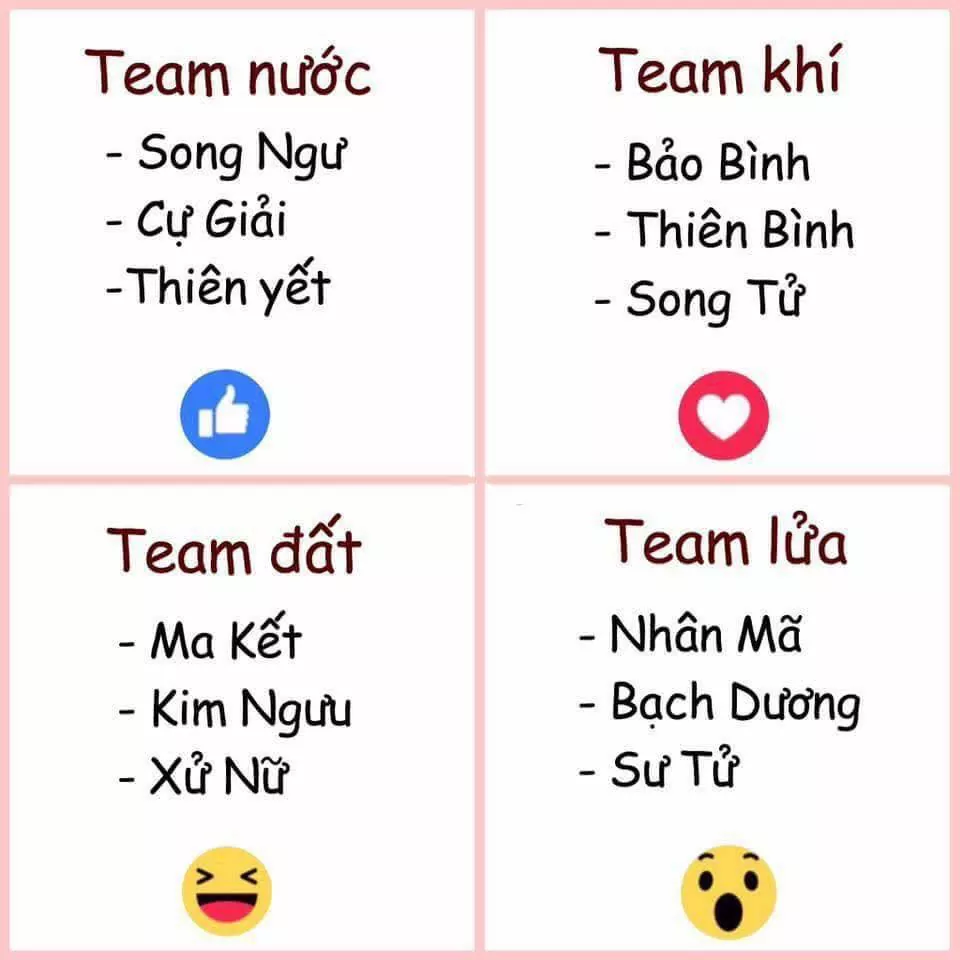 Team nước
- Song Ngư
- Cự Giải
-Thiên yết
Team khí
- Bảo Bình
- Thiên Bình
- Song Tử
Team đất
- Ma Kết
- Kim Ngưu
- Xử Nữ
Team lửa
- Nhân Mã
- Bạch Dương
- Sư Tử